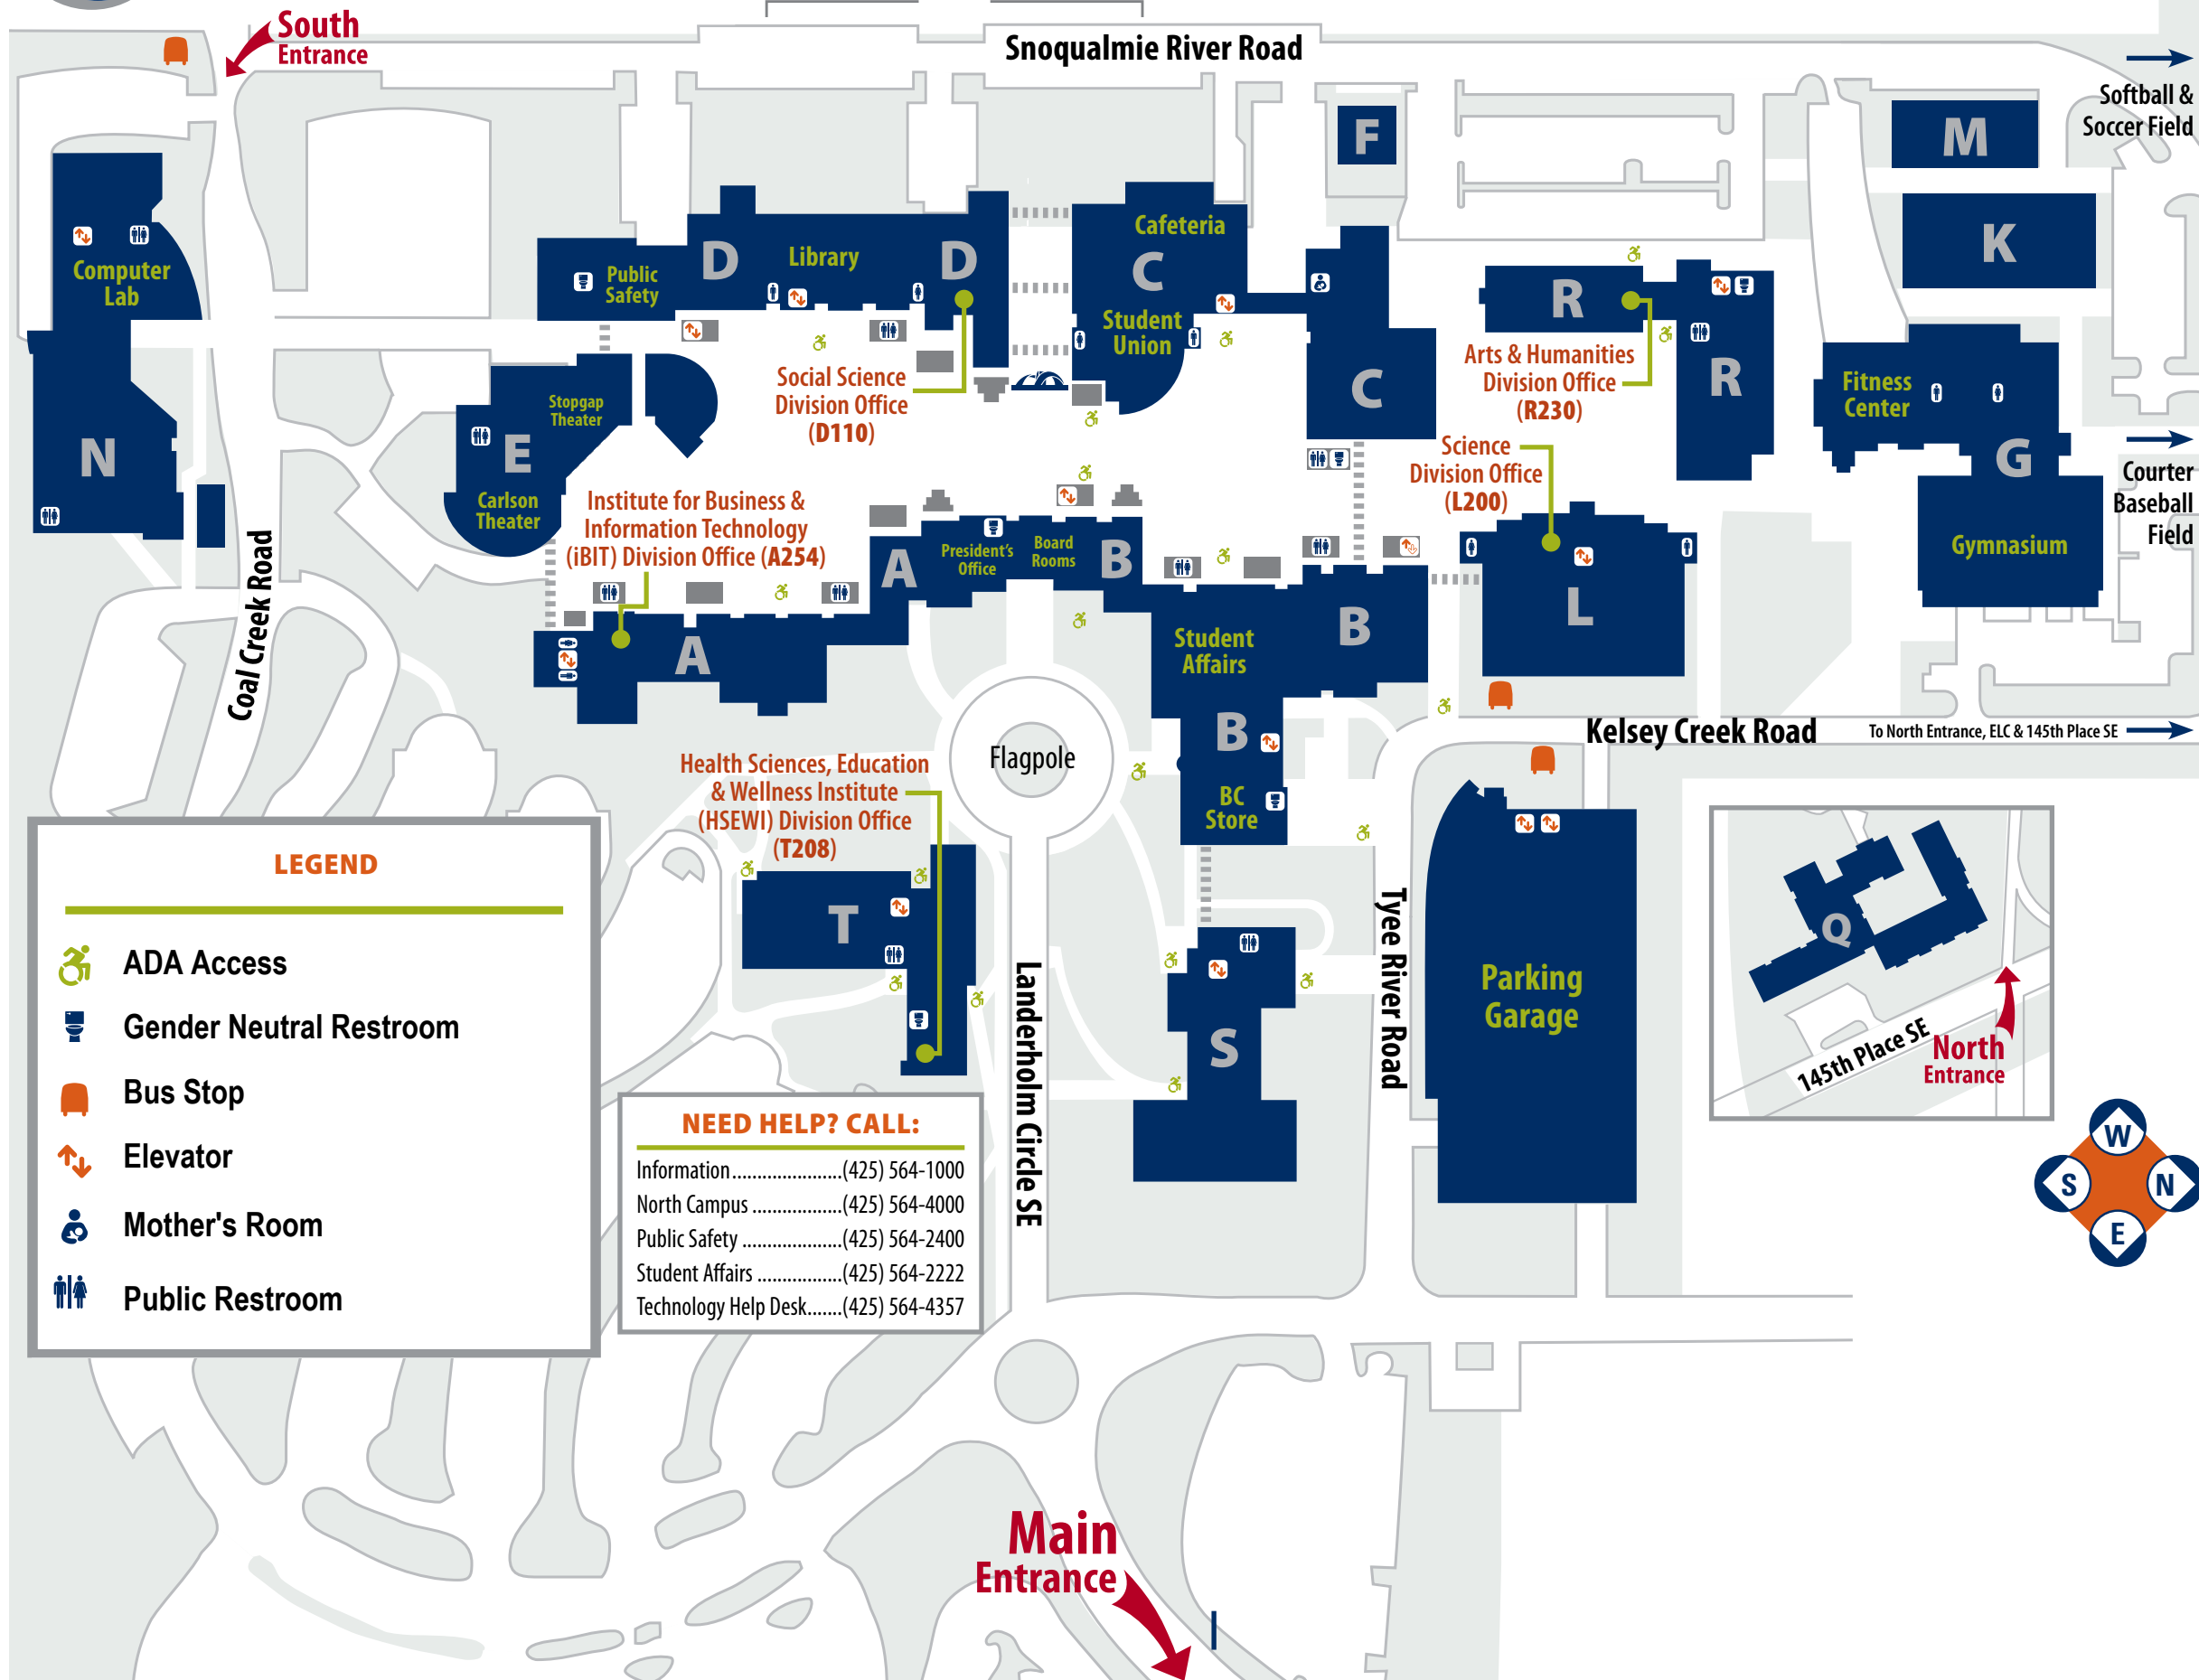 South
Entrance
Snoqualmie River Road
Softball &
Soccer Field
F
M
K
Cafeteria
C
Student
Union
D
Library
D
Public
Safety
Computer
Lab
N
R
R
Arts & Humanities
Division Office
(R230)
Social Science
Division Office
(D110)
C
Fitness
Center
G
Gymnasium
Courter
Baseball
Field
Stopgap
Theater
E
Carlson
Theater
Science
Division Office
(L200)
Institute for Business &
Information Technology
(iBIT) Division Office (A254)
A
President's
Office
Board
Rooms
B
A
Student
Affairs
B
L
Coal Creek Road
B
BC
Store
Flagpole
Kelsey Creek Road
To North Entrance, ELC & 145th Place SE
Health Sciences, Education
& Wellness Institute
(HSEWI) Division Office
(T208)
T
S
Landerholm Circle SE
Tyee River Road
Parking
Garage
Q
145th Place SE
North
Entrance
W
S
N
E
LEGEND
ADA Access
Gender Neutral Restroom
Bus Stop
Elevator
Mother's Room
Public Restroom
NEED HELP? CALL:
Information......................(425) 564-1000
North Campus ..................(425) 564-4000
Public Safety .....................(425) 564-2400
Student Affairs .................(425) 564-2222
Technology Help Desk.......(425) 564-4357
Main
Entrance